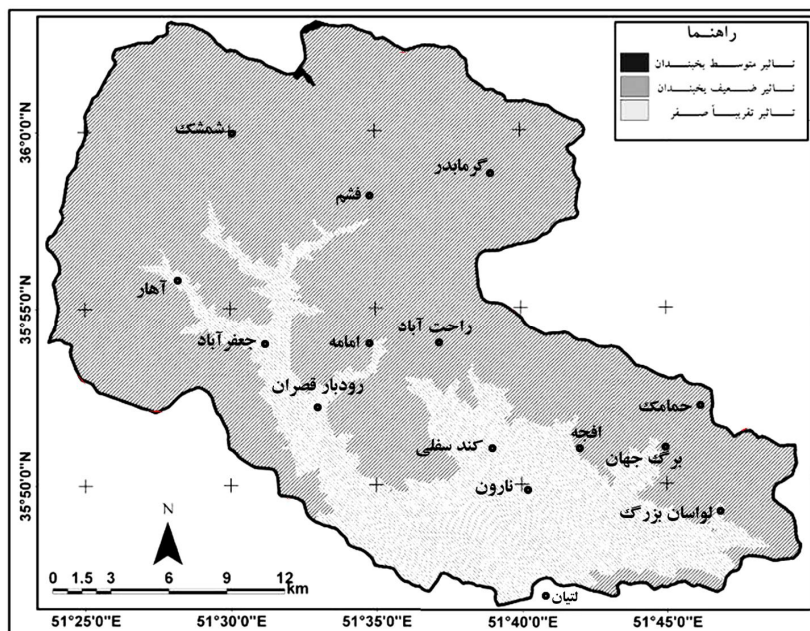 راهنما
تاثیر متوسط یخبندان
تاثیر ضعیف یخبندان
تاثیر تقریباً صفر
شمشک
گرمابدر
فشم
آهار
جعفرآباد
امامه
راحت آباد
رودبار قصران
حمامک
کند سفلی
افجه
برگ جهان
نارون
لواسان بزرگ
لتیان
36°0'0"N
35°55'0"N
35°50'0"N
N
0 1.5 3 6 9 12
km
51°25'0"E 51°30'0"E 51°35'0"E 51°40'0"E 51°45'0"E